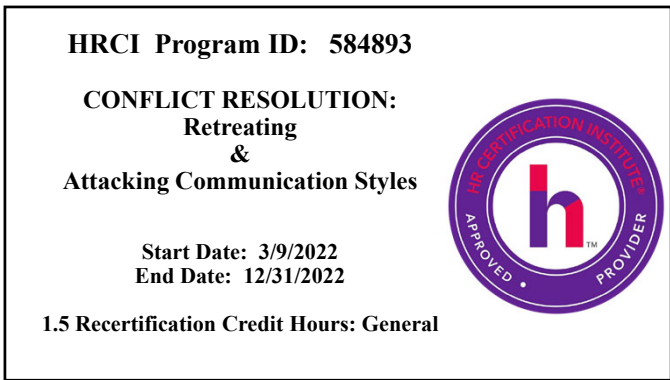 HRCI Program ID: 584893
CONFLICT RESOLUTION:
Retreating
&
Attacking Communication Styles
Start Date: 3/9/2022
End Date: 12/31/2022
1.5 Recertification Credit Hours: General
HR CERTIFICATION INSTITUTE®
h
TM
APPROVED • PROVIDER